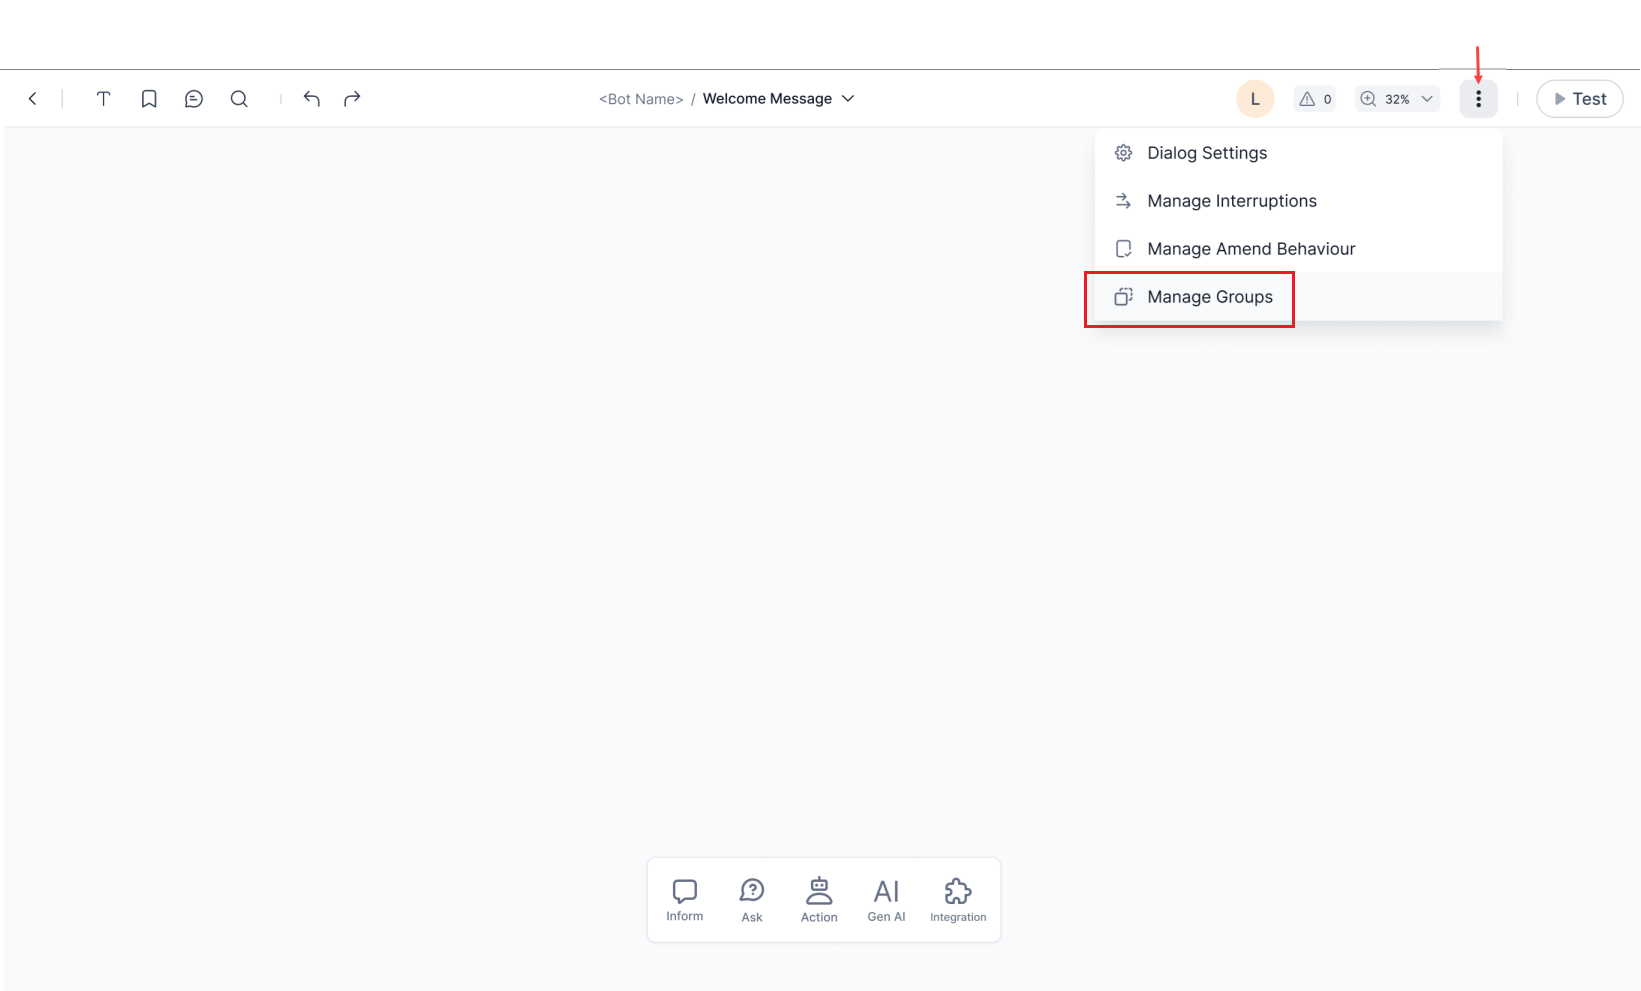 <Bot Name> / Welcome Message
L
0
32%
Test
Dialog Settings
Manage Interruptions
Manage Amend Behaviour
Manage Groups
Inform
Ask
Action
AI
Gen AI
Integration